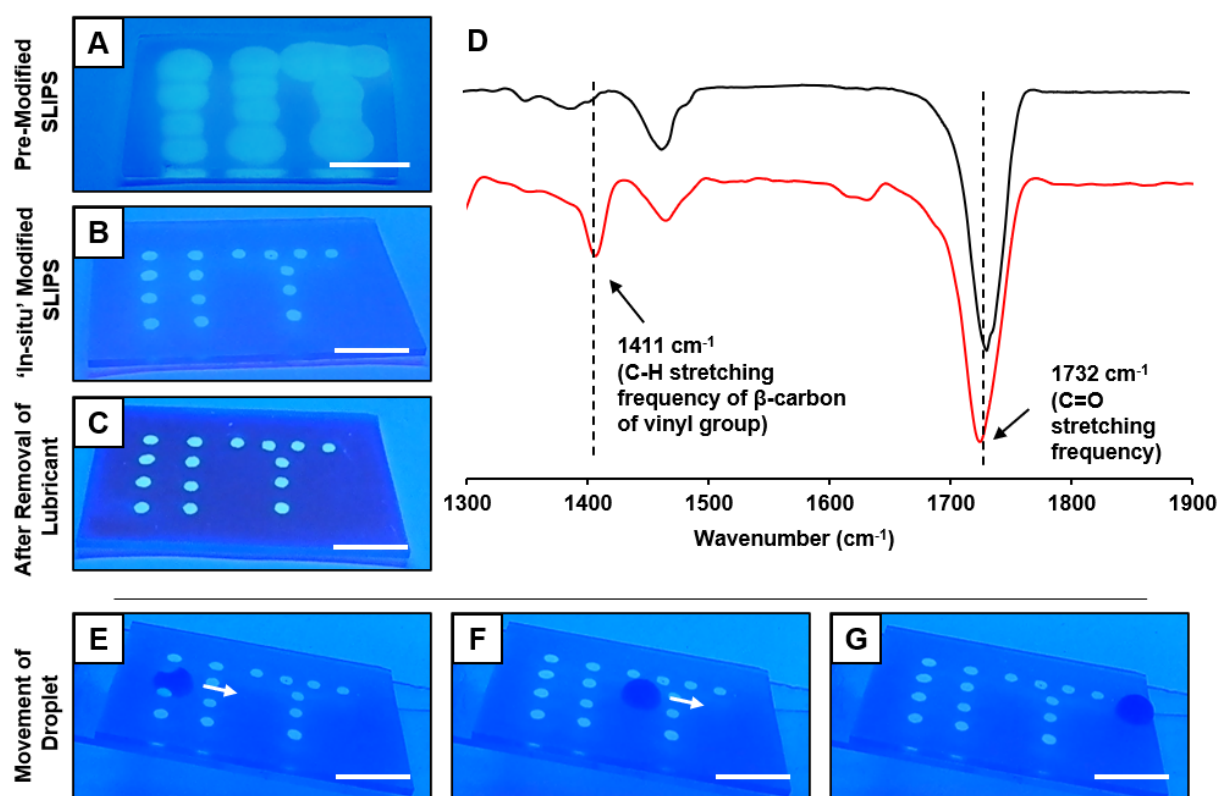 Pre-Modified
SLIPS
A
'In-situ' Modified
SLIPS
B
After Removal of
Lubricant
C
D
1411 cm-1
(C-H stretching
frequency of β-carbon
of vinyl group)
1732 cm-1
(C=O
stretching
frequency)
1300 1400 1500 1600 1700 1800 1900
Wavenumber (cm-1)
Movement of
Droplet
E
F
G